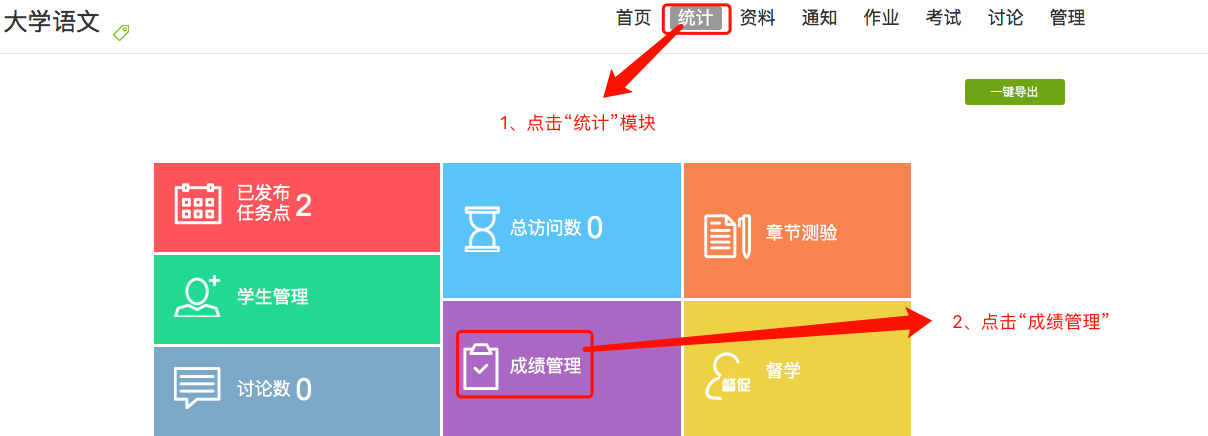 大学语文
首页 统计 资料 通知 作业 考试 讨论 管理
一键导出
1、点击“统计”模块
已发布
任务点 2
总访问数 0
章节测验
学生管理
2、点击“成绩管理”
成绩管理
督学
督促
讨论数 0